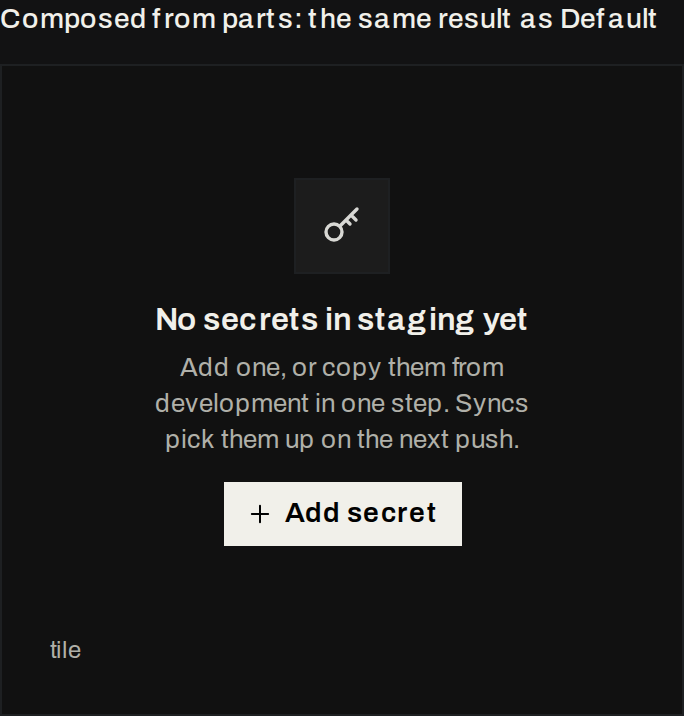 Composed from parts: the same result as Default
No secrets in staging yet
Add one, or copy them from
development in one step. Syncs
pick them up on the next push.
Add secret
tile